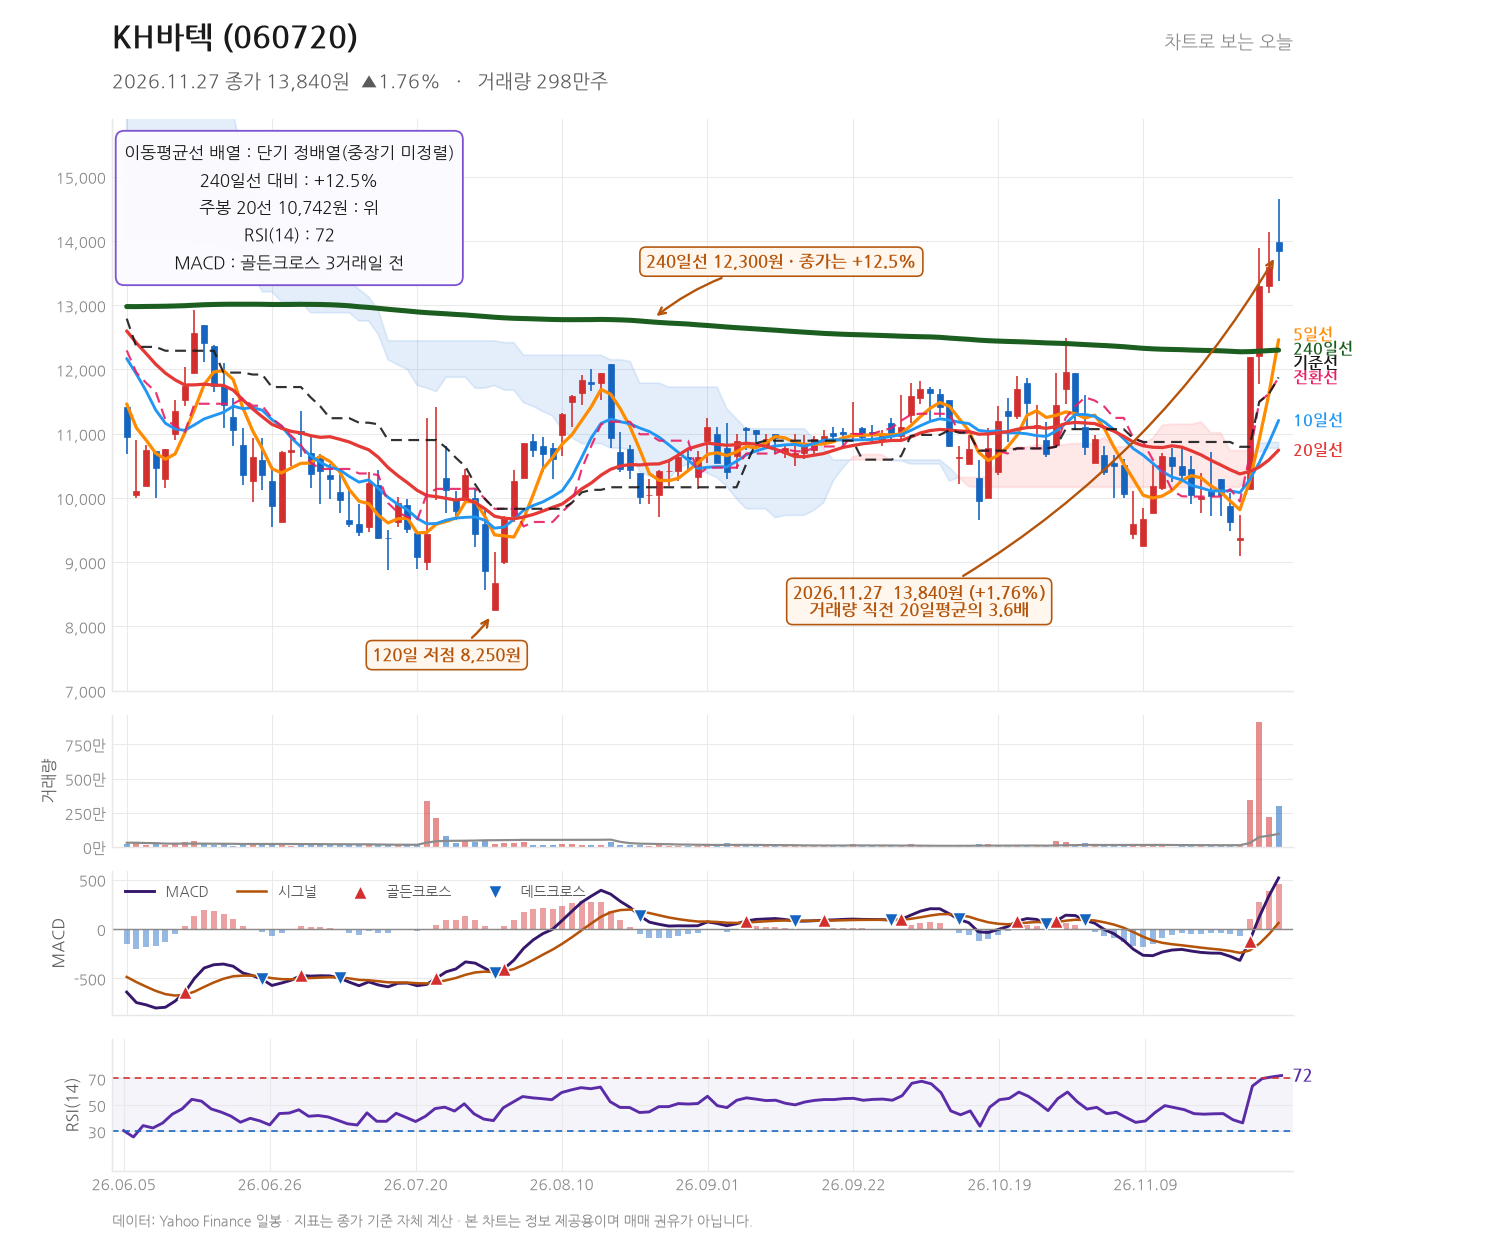 KH바텍 (060720)
차트로 보는 오늘
2026.11.27 종가 13,840원 ▲1.76% · 거래량 298만주
이동평균선 배열 : 단기 정배열(중장기 미정렬)
240일선 대비 : +12.5%
주봉 20선 10,742원 : 위
RSI(14) : 72
MACD : 골든크로스 3거래일 전
15,000
14,000
13,000
12,000
11,000
10,000
9,000
8,000
7,000
240일선 12,300원 · 종가는 +12.5%
5일선
240일선
기준선
전환선
10일선
20일선
2026.11.27 13,840원 (+1.76%)
거래량 직전 20일평균의 3.6배
120일 저점 8,250원
거래량
750만
500만
250만
0만
MACD
500
0
-500
MACD 시그널 골든크로스 데드크로스
RSI(14)
70
50
30
72
26.06.05 26.06.26 26.07.20 26.08.10 26.09.01 26.09.22 26.10.19 26.11.09
데이터: Yahoo Finance 일봉 · 지표는 종가 기준 자체 계산 · 본 차트는 정보 제공용이며 매매 권유가 아닙니다.